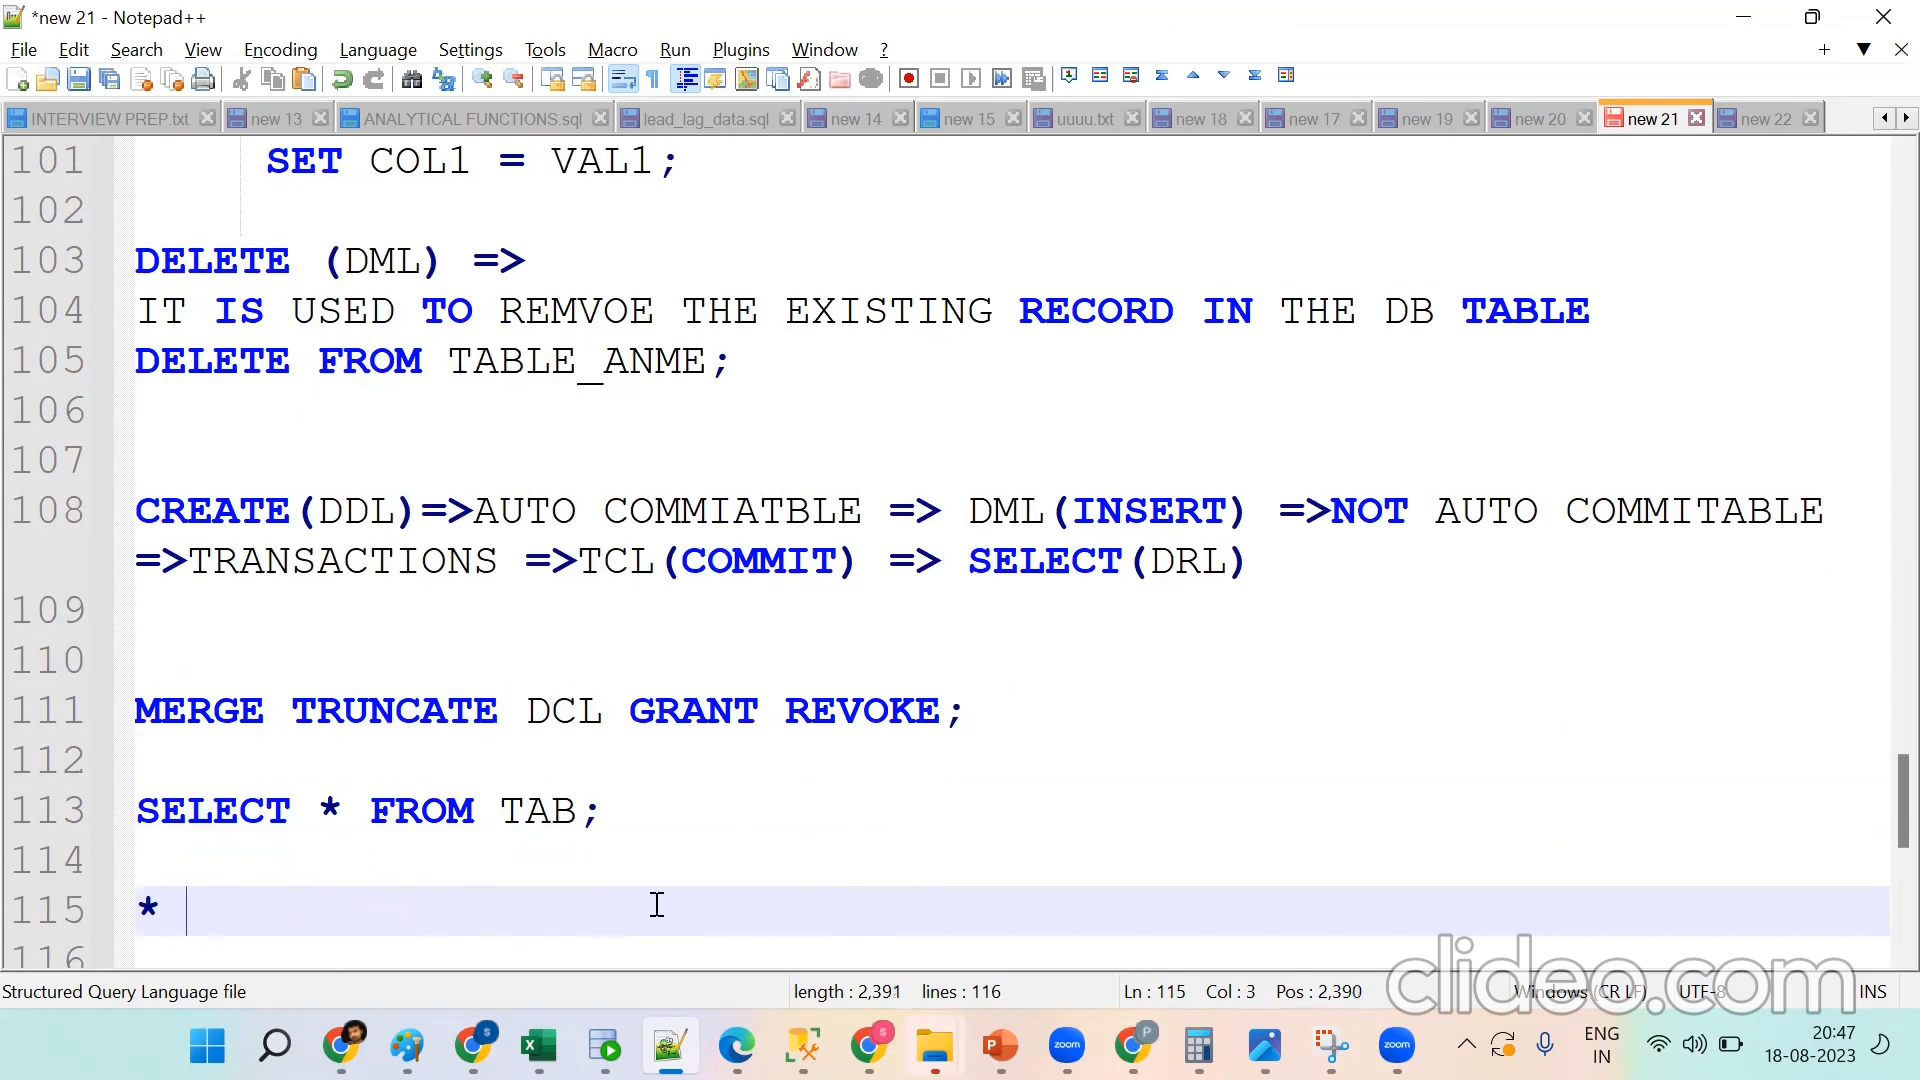 *new 21 - Notepad++
File Edit Search View Encoding Language Settings Tools Macro Run Plugins Window ?
INTERVIEW PREP.txt new 13 ANALYTICAL FUNCTIONS.sql lead_lag_data.sql new 14 new 15 uuuu.txt new 18 new 17 new 19 new 20 new 21 new 22
101 SET COL1 = VAL1;
102
103 DELETE (DML) =>
104 IT IS USED TO REMVOE THE EXISTING RECORD IN THE DB TABLE
105 DELETE FROM TABLE_ANME;
106
107
108 CREATE(DDL)=>AUTO COMMIATBLE => DML(INSERT) =>NOT AUTO COMMITABLE
=>TRANSACTIONS =>TCL(COMMIT) => SELECT(DRL)
109
110
111 MERGE TRUNCATE DCL GRANT REVOKE;
112
113 SELECT * FROM TAB;
114
115 *
116
clideo.com
Structured Query Language file length : 2,391 lines : 116 Ln : 115 Col : 3 Pos : 2,390 Windows (CR LF) UTF-8 INS
zoom zoom
ENG
IN
20:47
18-08-2023